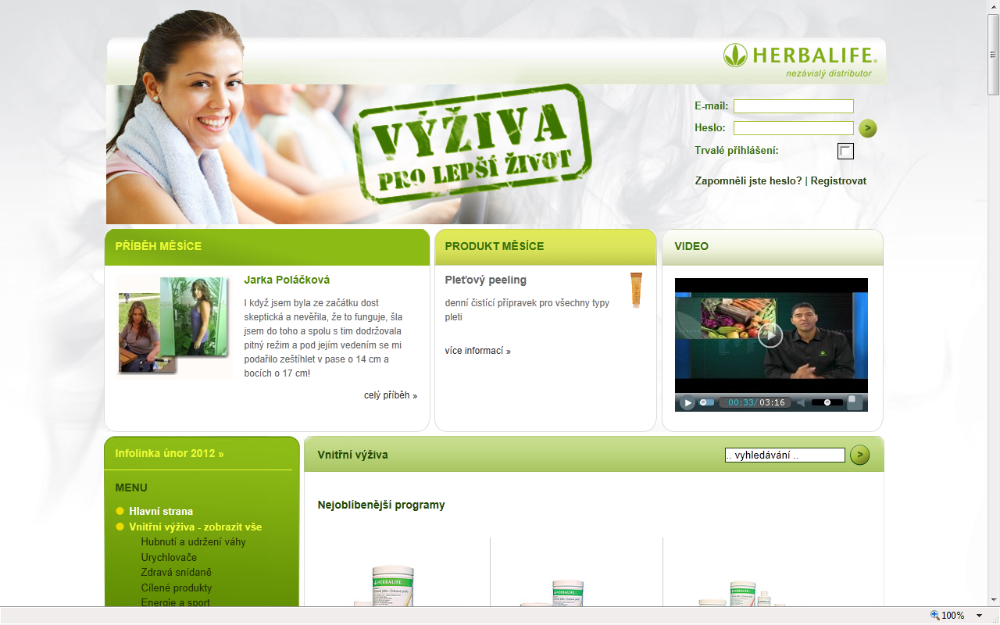 HERBALIFE®
nezávislý distributor
VÝŽIVA
PRO LEPŠÍ ŽIVOT
E-mail:
Heslo:
>
Trvalé přihlášení:
Zapomněli jste heslo? | Registrovat
PŘÍBĚH MĚSÍCE
Jarka Poláčková
I když jsem byla ze začátku dost
skeptická a nevěřila, že to funguje, šla
jsem do toho a spolu s tim dodržovala
pitný režim a pod jejím vedením se mi
podařilo zeštíhlet v pase o 14 cm a
bocích o 17 cm!
celý příběh »
PRODUKT MĚSÍCE
Pleťový peeling
denní čistící přípravek pro všechny typy
pleti
více informací »
VIDEO
00:33/03:16
Infolinka únor 2012 »
MENU
Hlavní strana
Vnitřní výživa - zobrazit vše
Hubnutí a udržení váhy
Urychlovače
Zdravá snídaně
Cílené produkty
Energie a sport
Vnitřní výživa
.. vyhledávání ..
>
Nejoblíbenější programy
HERBALIFE
HERBALIFE
HERBALIFE
100%